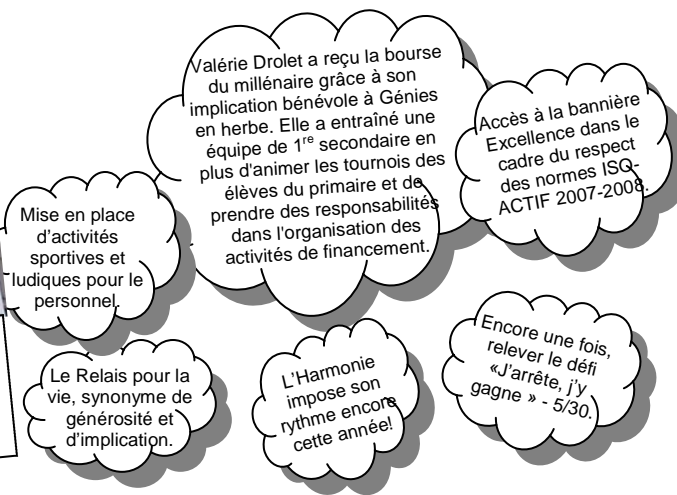 Valérie Drolet a reçu la bourse
du millénaire grâce à son
implication bénévole à Génies
en herbe. Elle a entraîné une
équipe de 1re secondaire en
plus d'animer les tournois des
élèves du primaire et de
prendre des responsabilités
dans l'organisation des
activités de financement.
Accès à la bannière
Excellence dans le
cadre du respect
des normes ISQ-
ACTIF 2007-2008.
Mise en place
d'activités
sportives et
ludiques pour le
personnel.
Le Relais pour la
vie, synonyme de
générosité et
d'implication.
L'Harmonie
impose son
rythme encore
cette année!
Encore une fois,
relever le défi
«J'arrête, j'y
gagne » - 5/30.